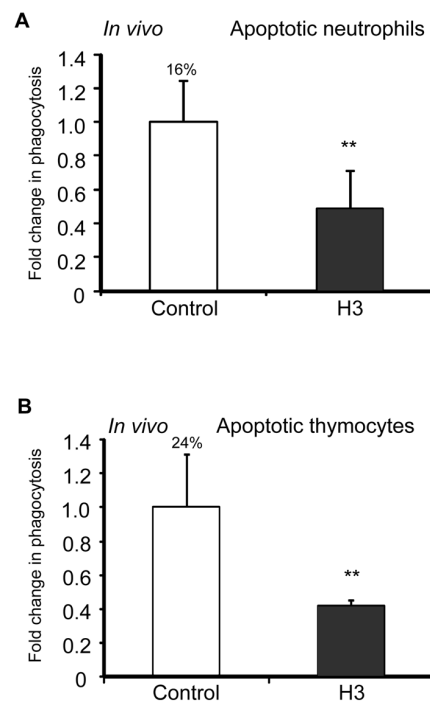 A
In vivo Apoptotic neutrophils
Fold change in phagocytosis
1.4
1.2
1.0
0.8
0.6
0.4
0.2
0
16%
**
Control H3
B
In vivo Apoptotic thymocytes
Fold change in phagocytosis
1.4
1.2
1.0
0.8
0.6
0.4
0.2
0
24%
**
Control H3